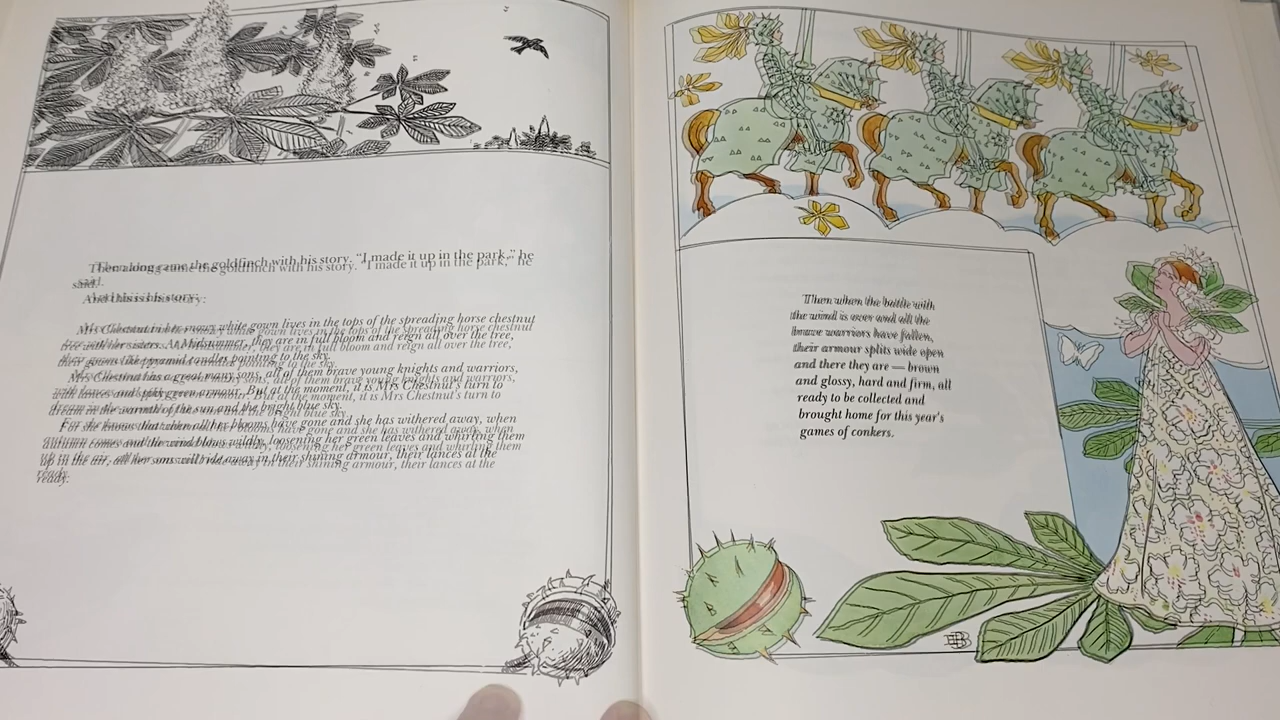 Then along came the goldfinch with his story. "I made it up in the park," he
said.
And this is his story:
Mrs Chestnut in her snowy white gown lives in the tops of the spreading horse chestnut
tree with her sisters. At Midsummer, they are in full bloom and reign all over the tree,
their gowns like pyramid candles pointing to the sky.
Mrs Chestnut has a great many sons, all of them brave young knights and warriors,
with lances and spiky green armour. But at the moment, it is Mrs Chestnut's turn to
dream in the warmth of the sun and the bright blue sky.
For she knows that when all her blooms have gone and she has withered away, when
autumn comes and the wind blows wildly, loosening her green leaves and whirling them
up in the air, all her sons will ride away in their shining armour, their lances at the
ready.
Then when the battle with
the wind is over and all the
brave warriors have fallen,
their armour splits wide open
and there they are — brown
and glossy, hard and firm, all
ready to be collected and
brought home for this year's
games of conkers.